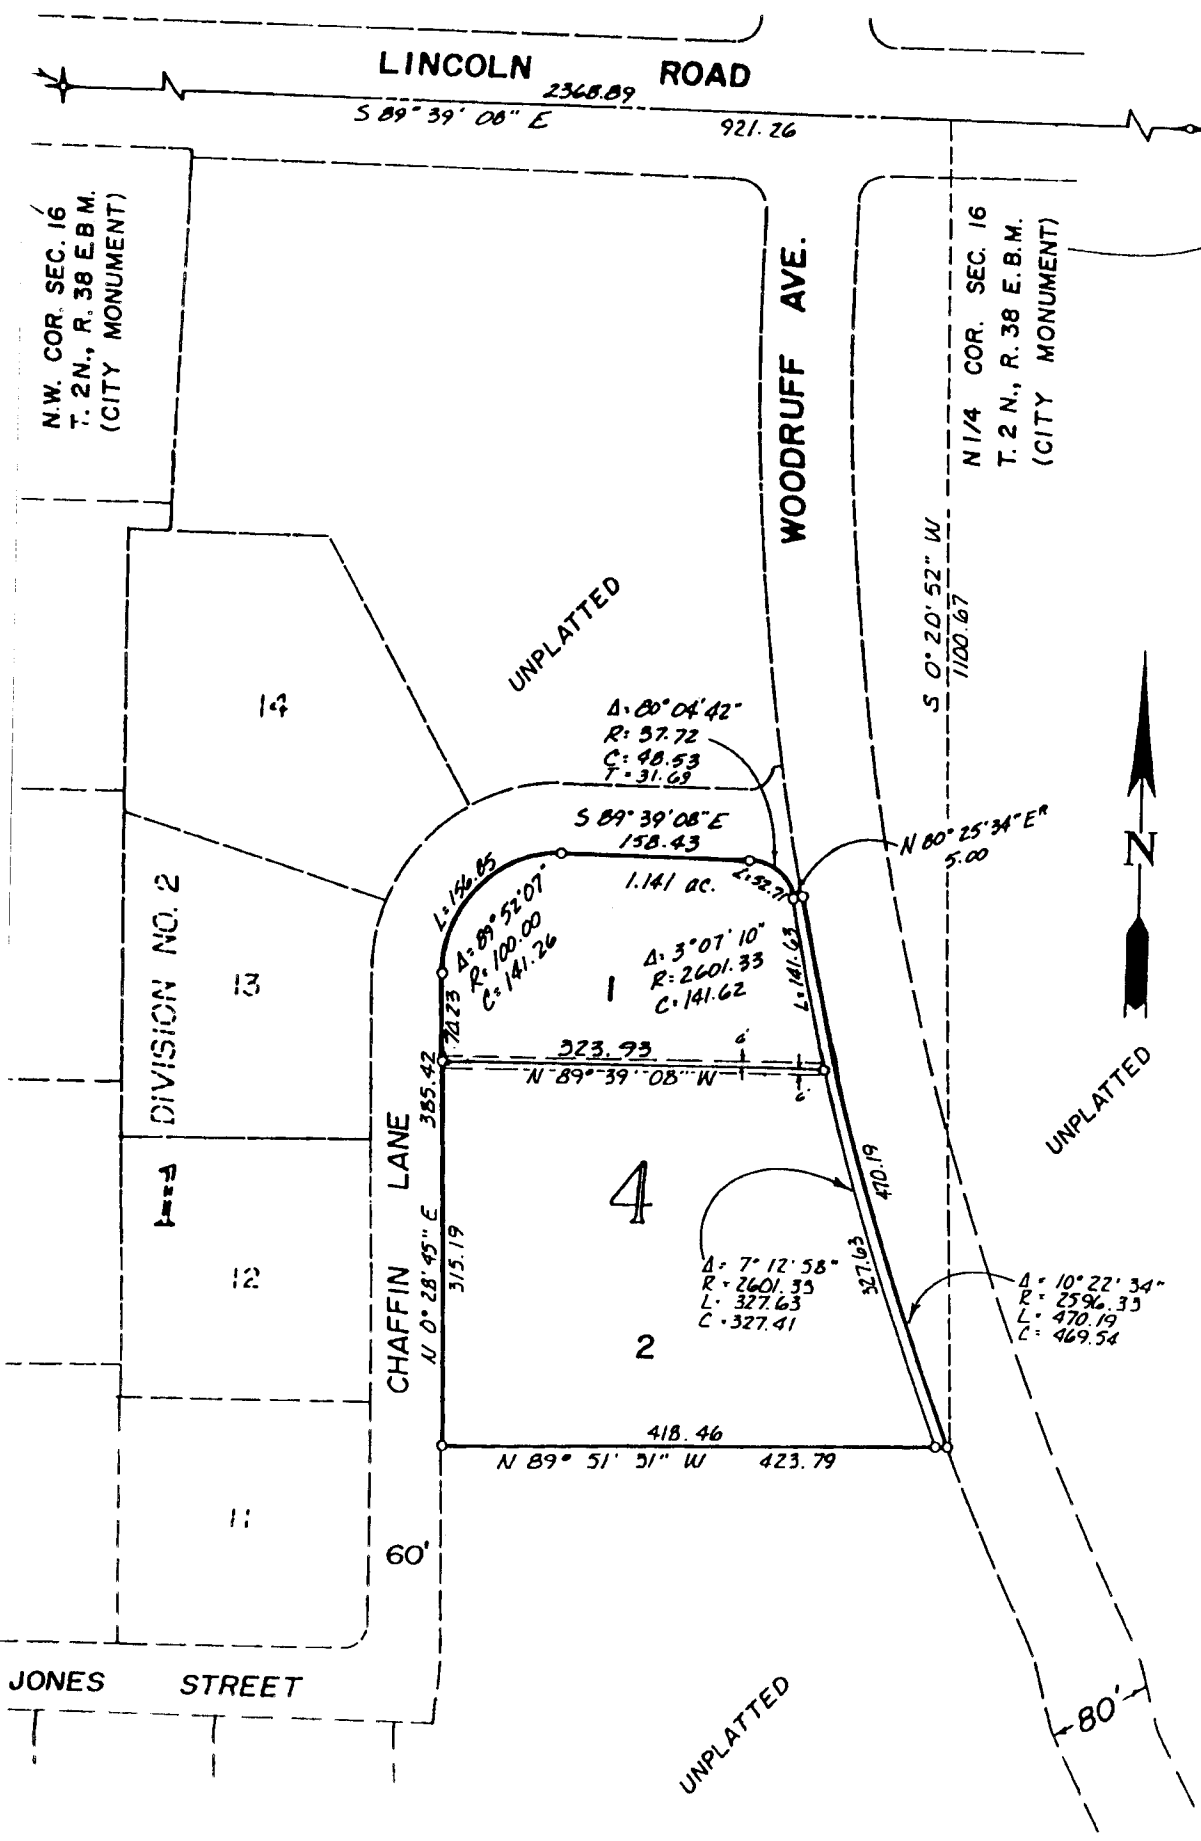 LINCOLN ROAD
2368.89
S 89° 39' 08" E
921.26
N.W. COR. SEC. 16
T. 2N., R. 38 E.B.M.
(CITY MONUMENT)
WOODRUFF AVE.
N 1/4 COR. SEC. 16
T. 2 N., R. 38 E.B.M.
(CITY MONUMENT)
S 0° 20' 52" W
1100.67
UNPLATTED
14
Δ: 80° 04' 42"
R: 37.72
C: 48.53
T = 31.69
S 89° 39' 08" E
158.43
N 80° 25' 34" E R
5.00
N
L: 156.85
1.141 ac.
L: 52.71
Δ: 89° 52' 07"
R: 100.00
C: 141.26
Δ: 3° 07' 10"
R: 2601.33
C: 141.62
L: 141.63
DIVISION NO. 2
13
1
70.23
323.93
N 89° 39' 08" W
6'
6'
385.42
UNPLATTED
CHAFFIN LANE
N 0° 28' 45" E
315.19
4
470.19
327.63
12
Δ: 7° 12' 58"
R = 2601.33
L: 327.63
C = 327.41
Δ = 10° 22' 34"
R = 2596.33
L = 470.19
C = 469.54
2
418.46
N 89° 51' 31" W 423.79
11
60'
JONES STREET
UNPLATTED
80'